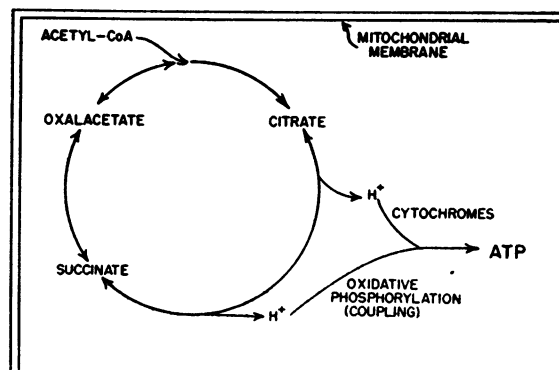 ACETYL-CoA
MITOCHONDRIAL
MEMBRANE
OXALACETATE
CITRATE
H+
CYTOCHROMES
ATP
SUCCINATE
H+
OXIDATIVE
PHOSPHORYLATION
(COUPLING)